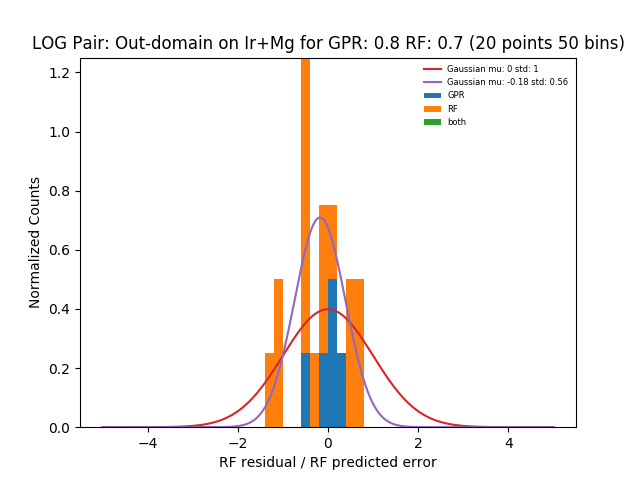 LOG Pair: Out-domain on Ir+Mg for GPR: 0.8 RF: 0.7 (20 points 50 bins)
Gaussian mu: 0 std: 1
Gaussian mu: -0.18 std: 0.56
GPR
RF
both
Normalized Counts
1.2
1.0
0.8
0.6
0.4
0.2
0.0
−4 −2 0 2 4
RF residual / RF predicted error